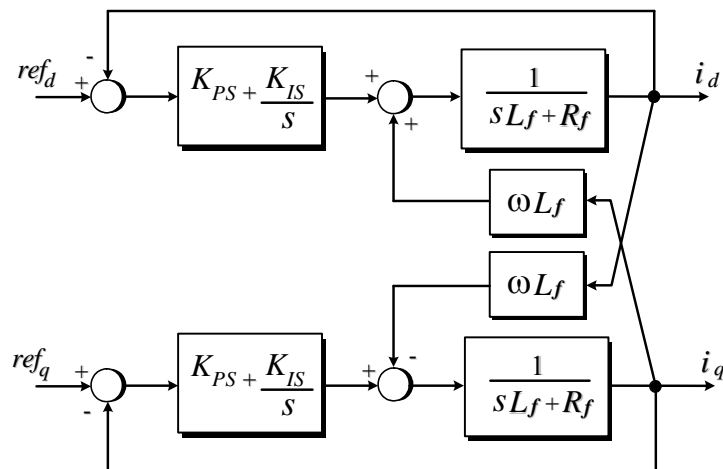 -
ref_d + K_PS + K_IS/s + + 1/(sL_f + R_f) i_d
ωL_f
ωL_f
-
ref_q + - K_PS + K_IS/s + 1/(sL_f + R_f) i_q